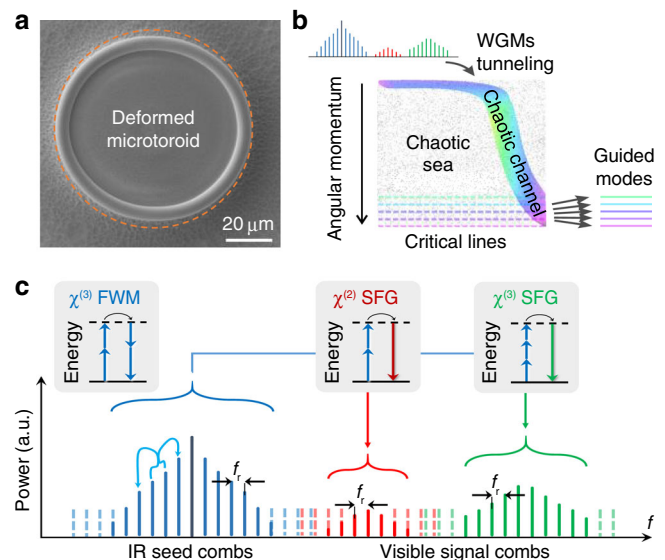 a
Deformed
microtoroid
20 μm
b
WGMs
tunneling
Angular momentum
Chaotic
sea
Chaotic channel
Critical lines
Guided
modes
c
χ(3) FWM
Energy
χ(2) SFG
Energy
χ(3) SFG
Energy
Power (a.u.)
fr
fr
fr
f
IR seed combs
Visible signal combs